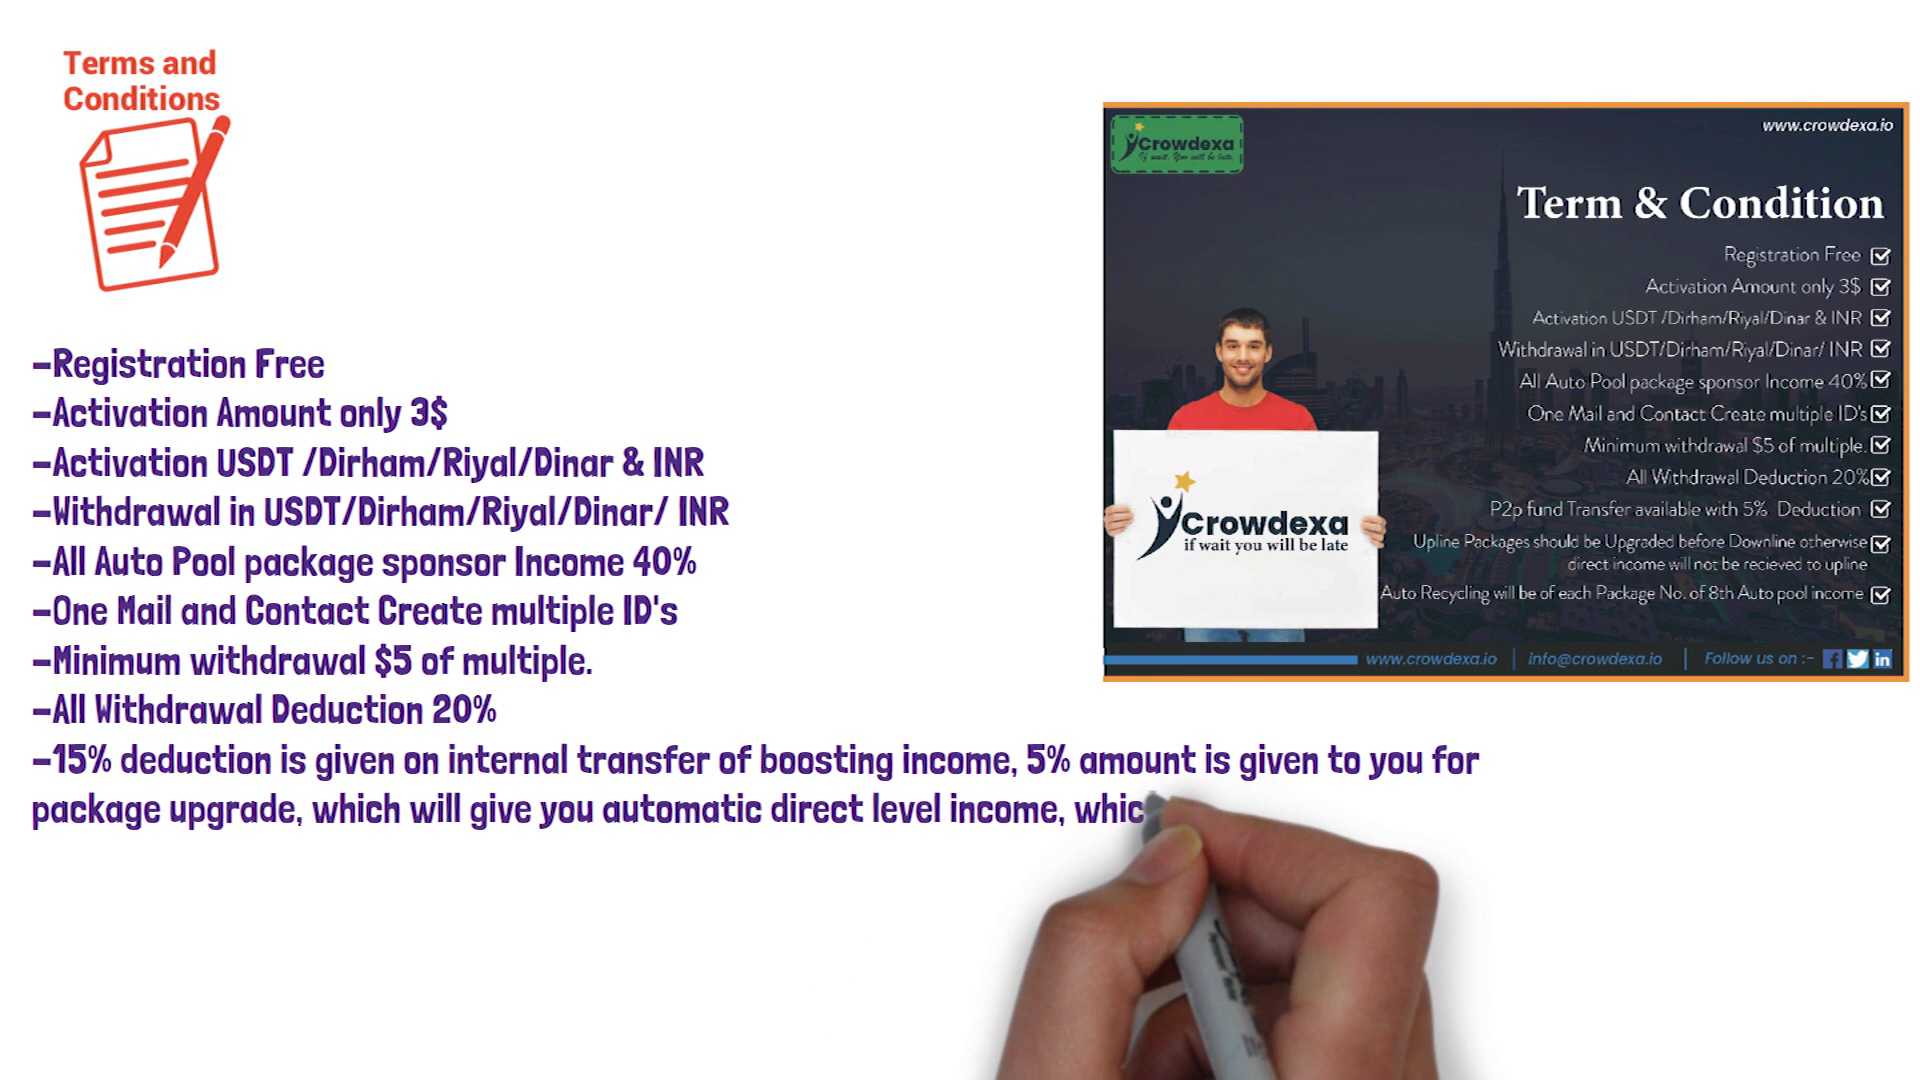 Terms and
Conditions
-Registration Free
-Activation Amount only 3$
-Activation USDT /Dirham/Riyal/Dinar & INR
-Withdrawal in USDT/Dirham/Riyal/Dinar/ INR
-All Auto Pool package sponsor Income 40%
-One Mail and Contact Create multiple ID's
-Minimum withdrawal $5 of multiple.
-All Withdrawal Deduction 20%
-15% deduction is given on internal transfer of boosting income, 5% amount is given to you for
package upgrade, which will give you automatic direct level income, whic
Crowdexa
If wait. You will be late.
www.crowdexa.io
Term & Condition
Registration Free
Activation Amount only 3$
Activation USDT /Dirham/Riyal/Dinar & INR
Withdrawal in USDT/Dirham/Riyal/Dinar/ INR
All Auto Pool package sponsor Income 40%
One Mail and Contact Create multiple ID's
Minimum withdrawal $5 of multiple.
All Withdrawal Deduction 20%
P2p fund Transfer available with 5% Deduction
Upline Packages should be Upgraded before Downline otherwise
direct income will not be recieved to upline
Auto Recycling will be of each Package No. of 8th Auto pool income
Crowdexa
if wait you will be late
www.crowdexa.io | info@crowdexa.io | Follow us on :-